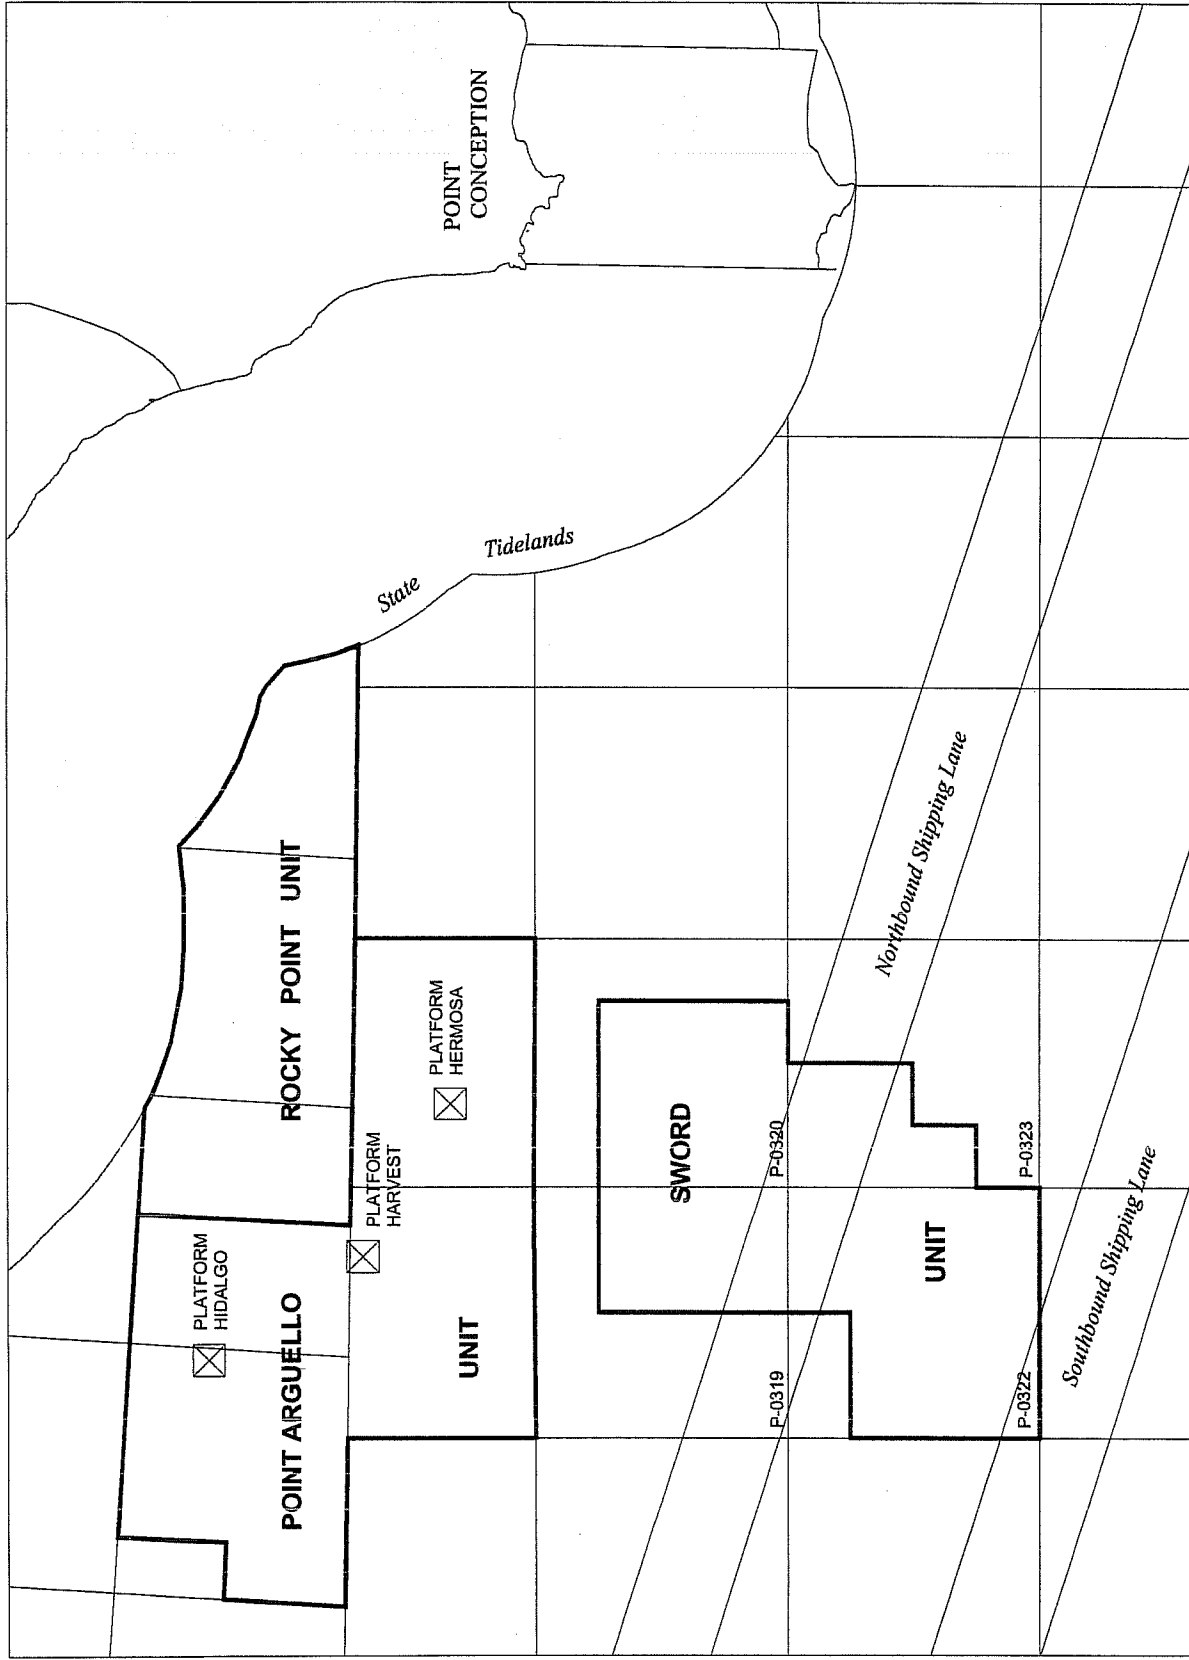 POINT
CONCEPTION
State
Tidelands
ROCKY POINT UNIT
PLATFORM
HIDALGO
PLATFORM
HARVEST
PLATFORM
HERMOSA
POINT ARGUELLO
UNIT
SWORD
UNIT
P-0319
P-0320
P-0322
P-0323
Northbound Shipping Lane
Southbound Shipping Lane